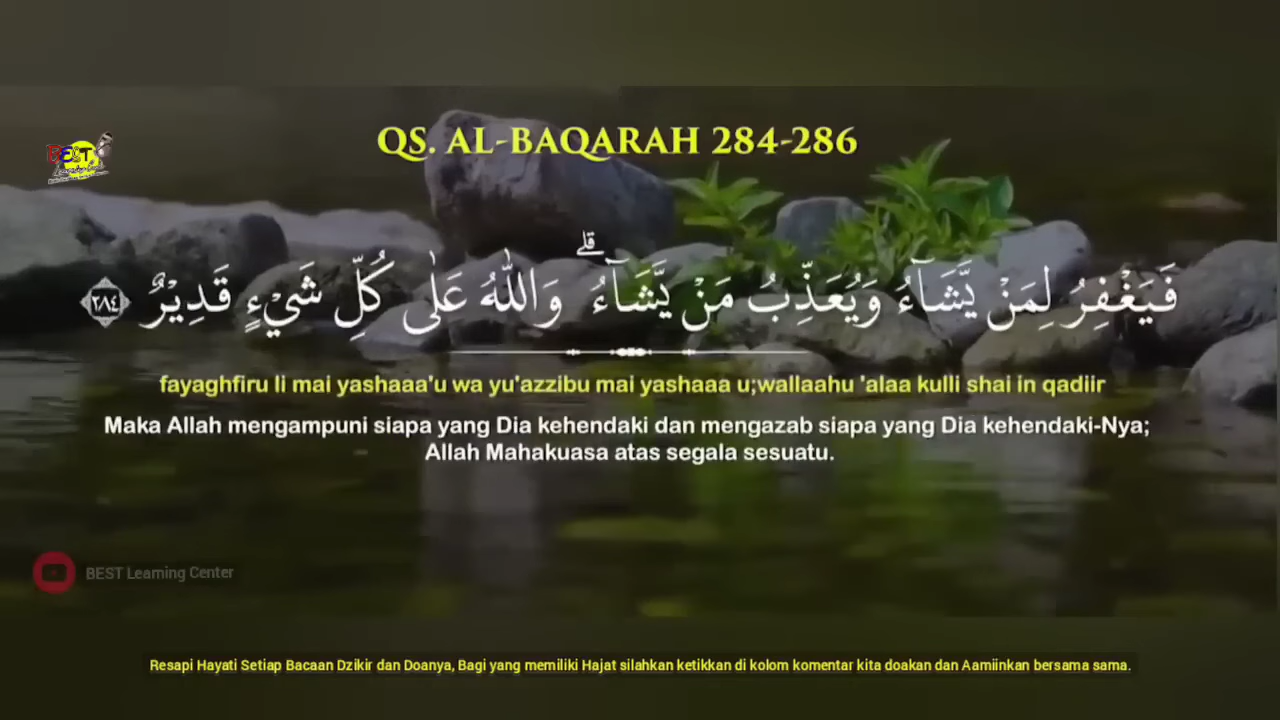 QS. AL-BAQARAH 284-286
BEST
فَيَغْفِرُ لِمَنْ يَّشَاۤءُ وَيُعَذِّبُ مَنْ يَّشَاۤءُ ۗ وَاللّٰهُ عَلٰى كُلِّ شَيْءٍ قَدِيْرٌ ٢٨٤
fayaghfiru li mai yashaaa'u wa yu'azzibu mai yashaaa u;wallaahu 'alaa kulli shai in qadiir
Maka Allah mengampuni siapa yang Dia kehendaki dan mengazab siapa yang Dia kehendaki-Nya;
Allah Mahakuasa atas segala sesuatu.
BEST Learning Center
Resapi Hayati Setiap Bacaan Dzikir dan Doanya, Bagi yang memiliki Hajat silahkan ketikkan di kolom komentar kita doakan dan Aamiinkan bersama sama.